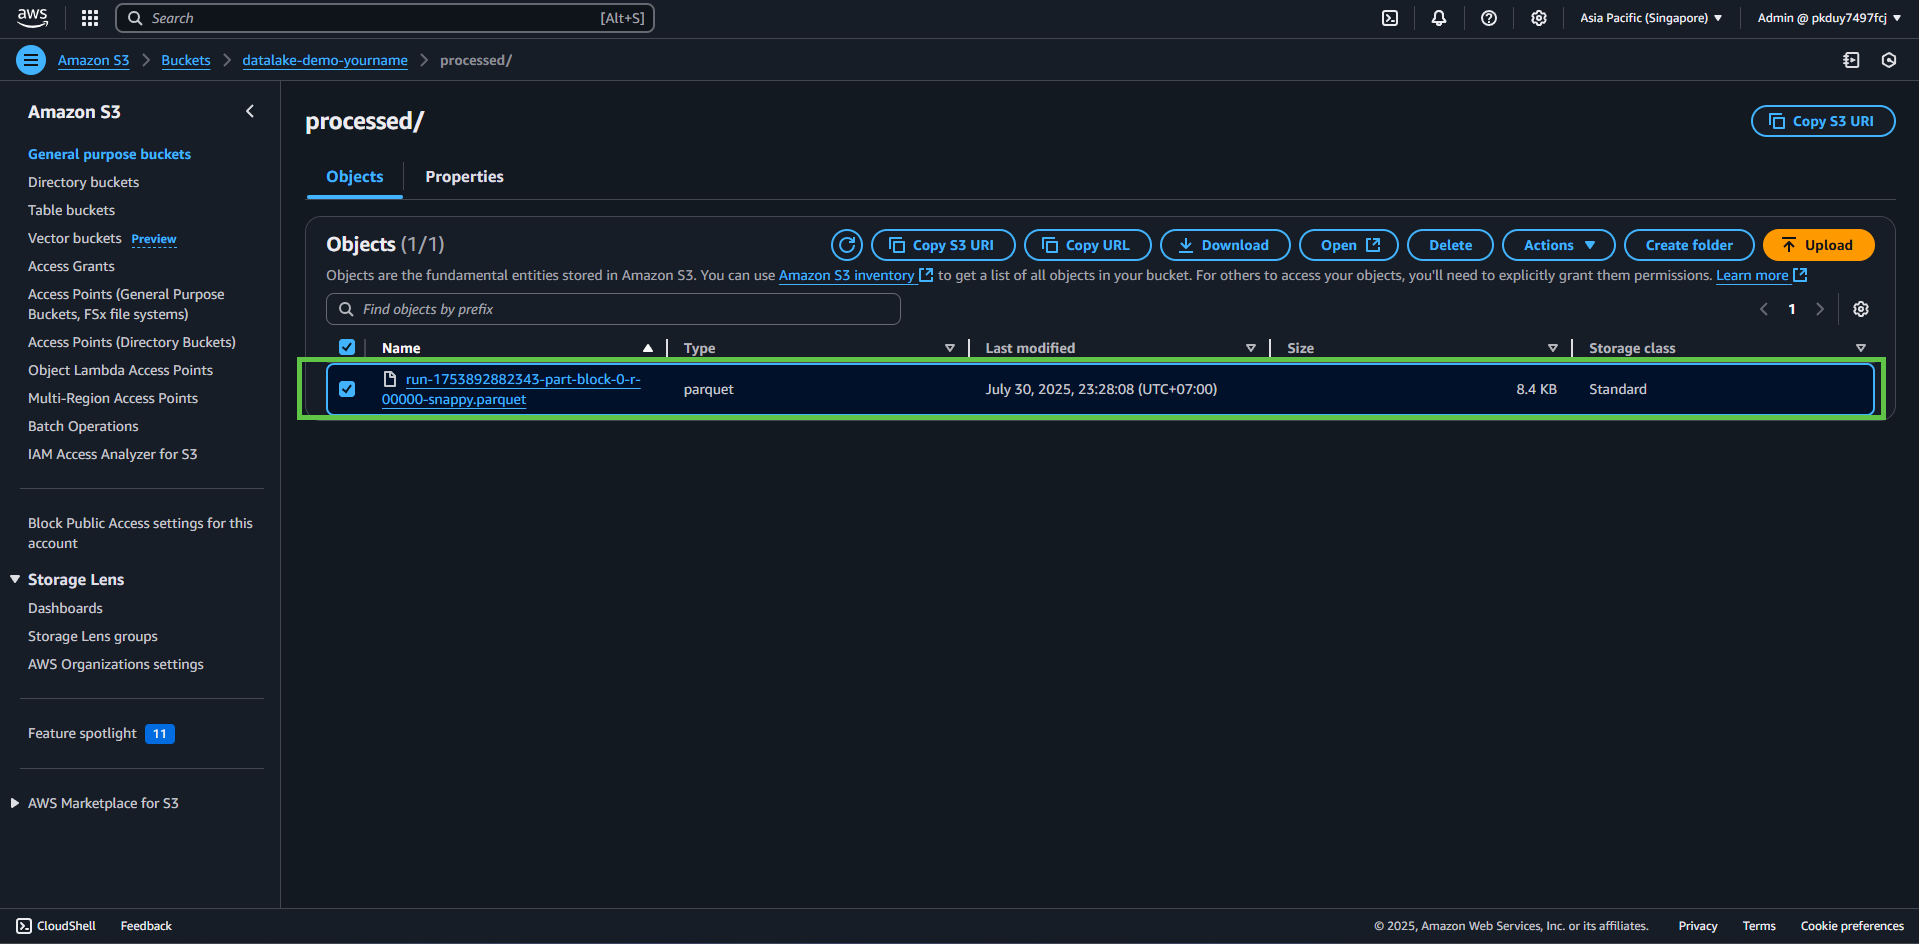 aws
Search [Alt+S]
Asia Pacific (Singapore)
Admin @ pkduy7497fcj
Amazon S3
Buckets
datalake-demo-yourname
processed/
Amazon S3
General purpose buckets
Directory buckets
Table buckets
Vector buckets Preview
Access Grants
Access Points (General Purpose
Buckets, FSx file systems)
Access Points (Directory Buckets)
Object Lambda Access Points
Multi-Region Access Points
Batch Operations
IAM Access Analyzer for S3
Block Public Access settings for this
account
Storage Lens
Dashboards
Storage Lens groups
AWS Organizations settings
Feature spotlight 11
AWS Marketplace for S3
processed/
Copy S3 URI
Objects
Properties
Objects (1/1)
Copy S3 URI
Copy URL
Download
Open
Delete
Actions
Create folder
Upload
Objects are the fundamental entities stored in Amazon S3. You can use Amazon S3 inventory to get a list of all objects in your bucket. For others to access your objects, you'll need to explicitly grant them permissions. Learn more
Find objects by prefix
1
Name
Type
Last modified
Size
Storage class
run-1753892882343-part-block-0-r-
00000-snappy.parquet
parquet
July 30, 2025, 23:28:08 (UTC+07:00)
8.4 KB
Standard
CloudShell
Feedback
© 2025, Amazon Web Services, Inc. or its affiliates.
Privacy
Terms
Cookie preferences